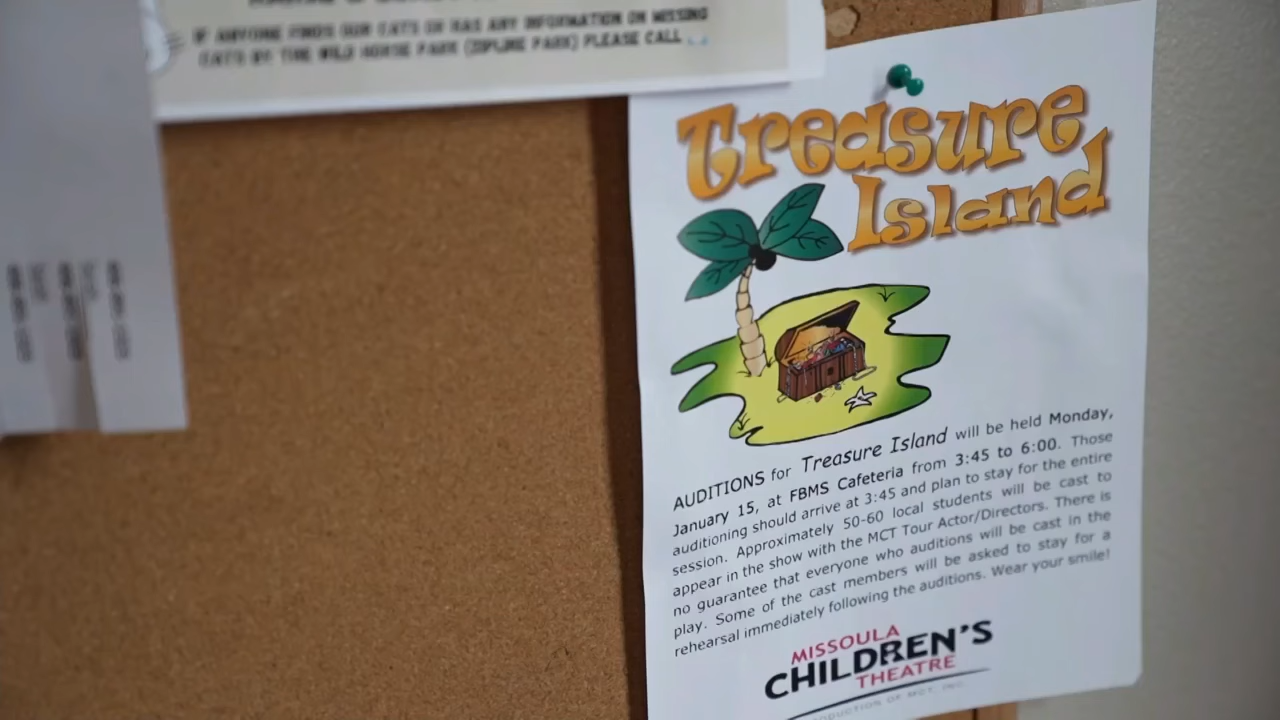 IF ANYONE FINDS OUR CATS OR HAS ANY INFORMATION ON MISSING
CATS BY THE WILD HORSE PARK (ZIPLINE PARK) PLEASE CALL
Treasure
Island
AUDITIONS for Treasure Island will be held Monday,
January 15, at FBMS Cafeteria from 3:45 to 6:00. Those
auditioning should arrive at 3:45 and plan to stay for the entire
session. Approximately 50-60 local students will be cast to
appear in the show with the MCT Tour Actor/Directors. There is
no guarantee that everyone who auditions will be cast in the
play. Some of the cast members will be asked to stay for a
rehearsal immediately following the auditions. Wear your smile!
MISSOULA
CHILDREN'S
THEATRE
PRODUCTION OF MCT, INC.